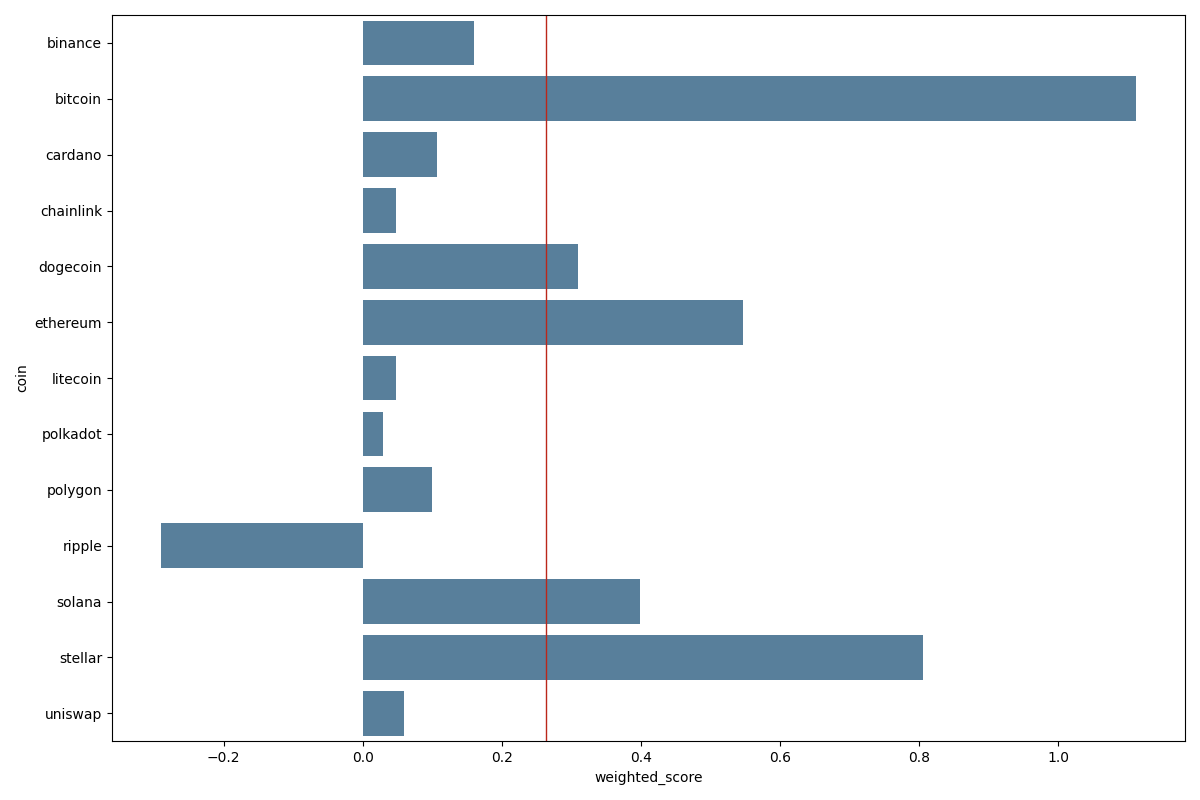 binance
bitcoin
cardano
chainlink
dogecoin
ethereum
litecoin
polkadot
polygon
ripple
solana
stellar
uniswap
coin
−0.2 0.0 0.2 0.4 0.6 0.8 1.0
weighted_score